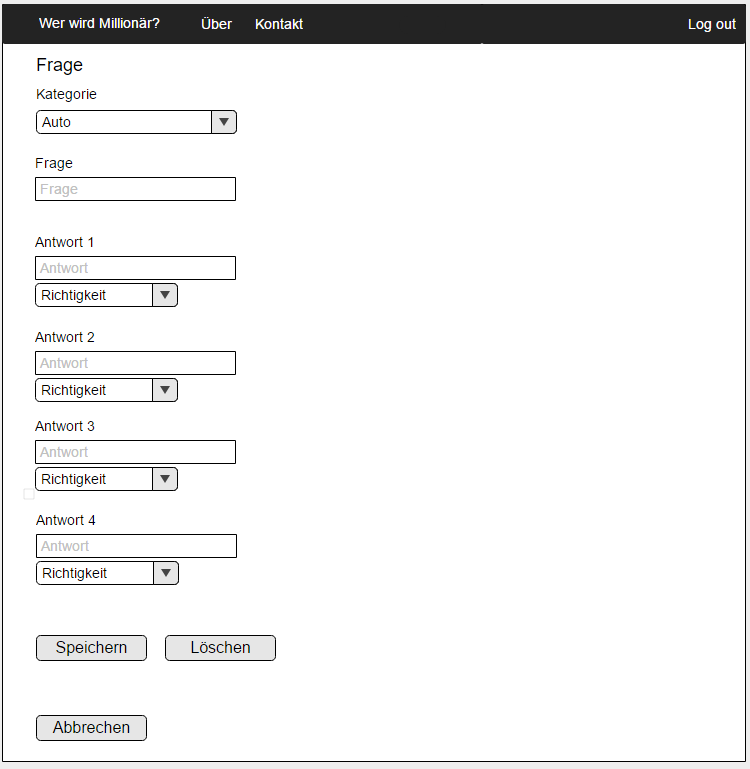 Wer wird Millionär? Über Kontakt Log out
Frage
Kategorie
Auto
Frage
Frage
Antwort 1
Antwort
Richtigkeit
Antwort 2
Antwort
Richtigkeit
Antwort 3
Antwort
Richtigkeit
Antwort 4
Antwort
Richtigkeit
Speichern Löschen
Abbrechen